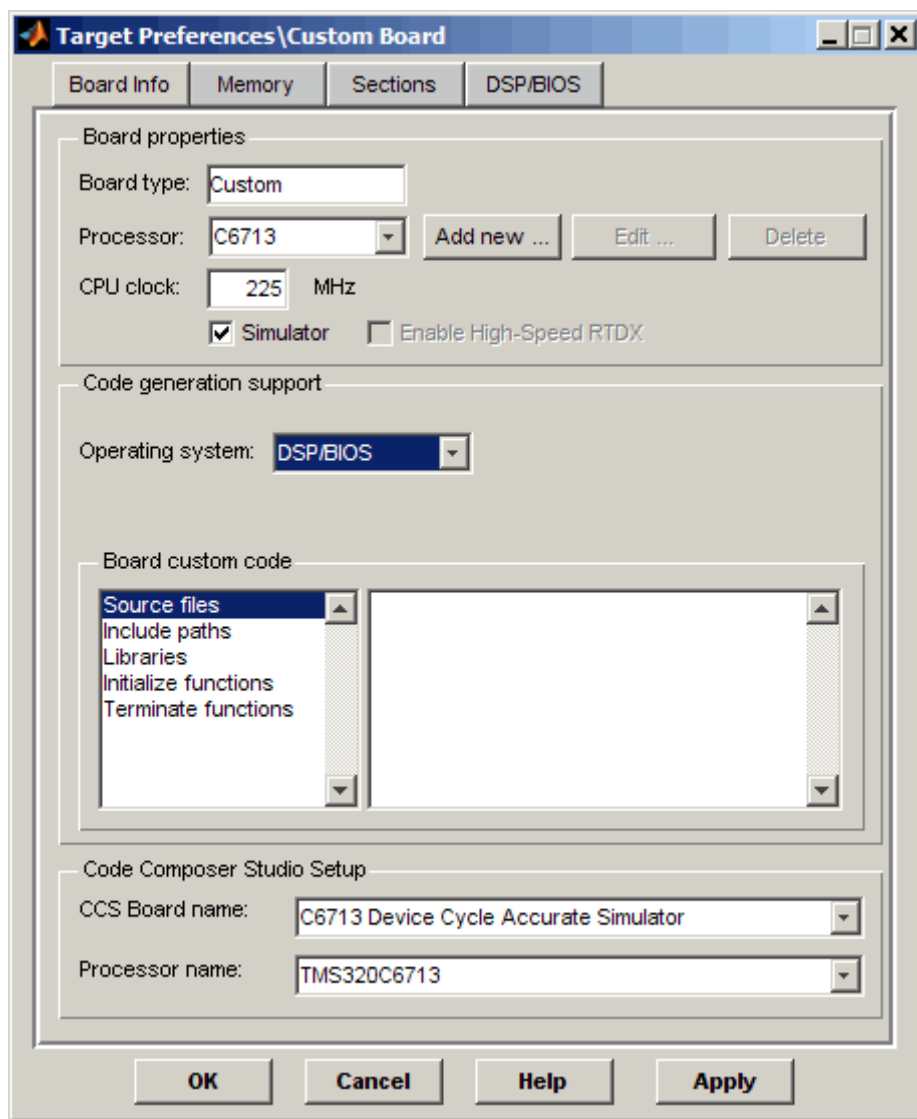 Target Preferences\Custom Board
Board Info Memory Sections DSP/BIOS
Board properties
Board type: Custom
Processor: C6713 Add new ... Edit ... Delete
CPU clock: 225 MHz
Simulator Enable High-Speed RTDX
Code generation support
Operating system: DSP/BIOS
Board custom code
Source files
Include paths
Libraries
Initialize functions
Terminate functions
Code Composer Studio Setup
CCS Board name: C6713 Device Cycle Accurate Simulator
Processor name: TMS320C6713
OK Cancel Help Apply